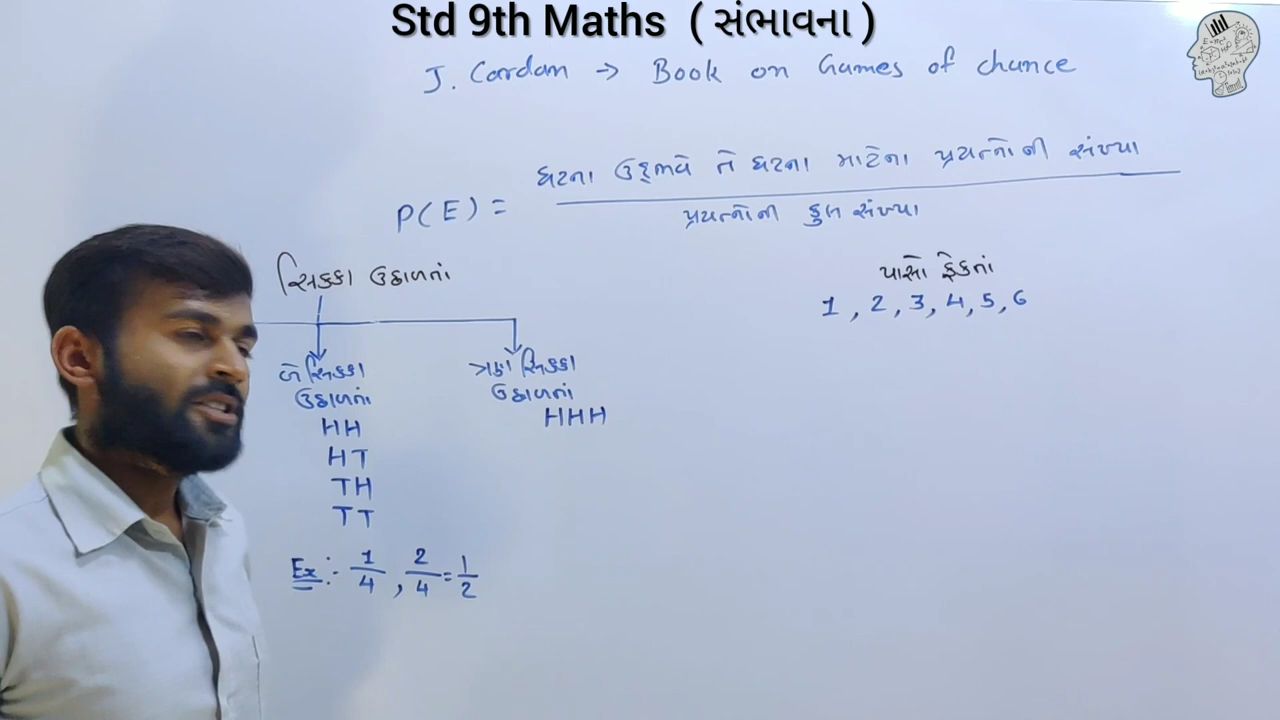 Std 9th Maths ( સંભાવના )
J. Cardan → Book on Games of chance
P(E) =
ઘટના ઉદ્ભવે તે ઘટના માટેના પ્રયત્નોની સંખ્યા
પ્રયત્નોની કુલ સંખ્યા
સિક્કા ઉછાળતાં
પાસો ફેંકતાં
1 , 2 , 3 , 4 , 5 , 6
બે સિક્કા
ઉછાળતાં
HH
HT
TH
TT
ત્રણ સિક્કા
ઉછાળતાં
HHH
Ex :- 1/4 , 2/4 = 1/2